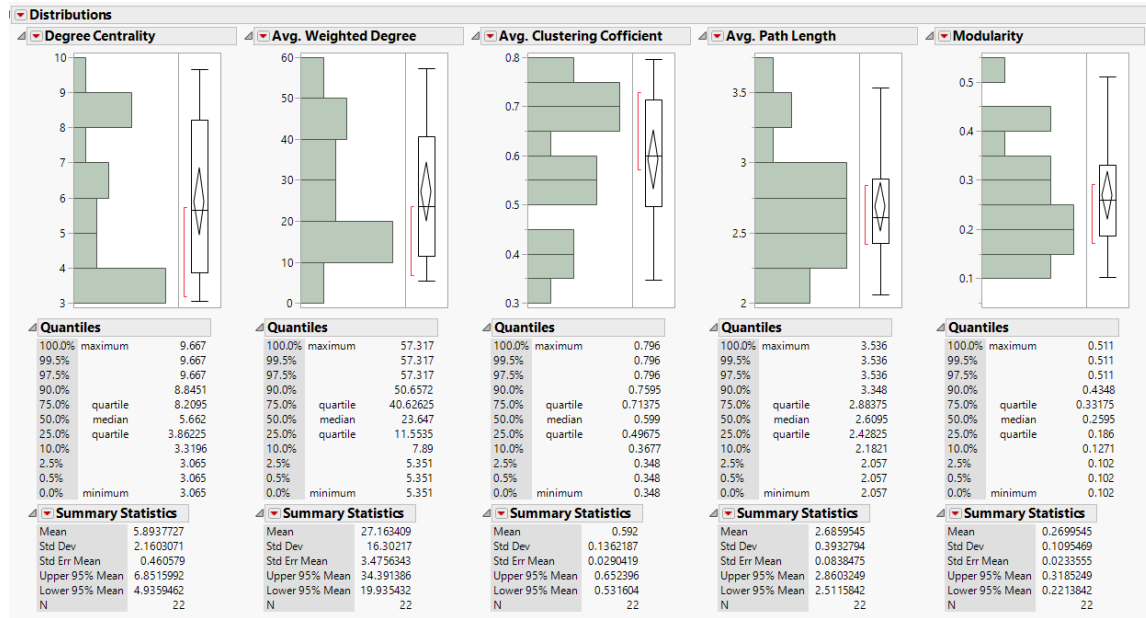 Distributions
Degree Centrality
10
9
8
7
6
5
4
3
Quantiles
100.0% maximum 9.667
99.5% 9.667
97.5% 9.667
90.0% 8.8451
75.0% quartile 8.2095
50.0% median 5.662
25.0% quartile 3.86225
10.0% 3.3196
2.5% 3.065
0.5% 3.065
0.0% minimum 3.065
Summary Statistics
Mean 5.8937727
Std Dev 2.1603071
Std Err Mean 0.460579
Upper 95% Mean 6.8515992
Lower 95% Mean 4.9359462
N 22
Avg. Weighted Degree
60
50
40
30
20
10
0
Quantiles
100.0% maximum 57.317
99.5% 57.317
97.5% 57.317
90.0% 50.6572
75.0% quartile 40.62625
50.0% median 23.647
25.0% quartile 11.5535
10.0% 7.89
2.5% 5.351
0.5% 5.351
0.0% minimum 5.351
Summary Statistics
Mean 27.163409
Std Dev 16.30217
Std Err Mean 3.4756343
Upper 95% Mean 34.391386
Lower 95% Mean 19.935432
N 22
Avg. Clustering Cofficient
0.8
0.7
0.6
0.5
0.4
0.3
Quantiles
100.0% maximum 0.796
99.5% 0.796
97.5% 0.796
90.0% 0.7595
75.0% quartile 0.71375
50.0% median 0.599
25.0% quartile 0.49675
10.0% 0.3677
2.5% 0.348
0.5% 0.348
0.0% minimum 0.348
Summary Statistics
Mean 0.592
Std Dev 0.1362187
Std Err Mean 0.0290419
Upper 95% Mean 0.652396
Lower 95% Mean 0.531604
N 22
Avg. Path Length
3.5
3
2.5
2
Quantiles
100.0% maximum 3.536
99.5% 3.536
97.5% 3.536
90.0% 3.348
75.0% quartile 2.88375
50.0% median 2.6095
25.0% quartile 2.42825
10.0% 2.1821
2.5% 2.057
0.5% 2.057
0.0% minimum 2.057
Summary Statistics
Mean 2.6859545
Std Dev 0.3932794
Std Err Mean 0.0838475
Upper 95% Mean 2.8603249
Lower 95% Mean 2.5115842
N 22
Modularity
0.5
0.4
0.3
0.2
0.1
Quantiles
100.0% maximum 0.511
99.5% 0.511
97.5% 0.511
90.0% 0.4348
75.0% quartile 0.33175
50.0% median 0.2595
25.0% quartile 0.186
10.0% 0.1271
2.5% 0.102
0.5% 0.102
0.0% minimum 0.102
Summary Statistics
Mean 0.2699545
Std Dev 0.1095469
Std Err Mean 0.0233555
Upper 95% Mean 0.3185249
Lower 95% Mean 0.2213842
N 22